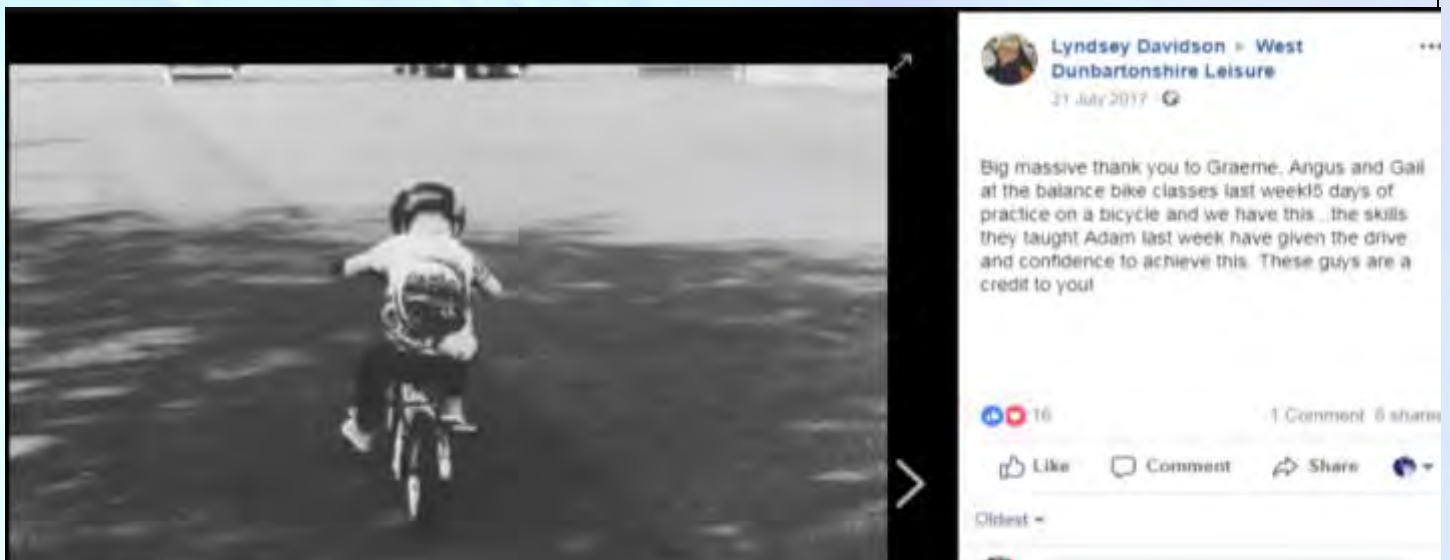 Lyndsey Davidson ▸ West
Dunbartonshire Leisure
21 July 2017
Big massive thank you to Graeme, Angus and Gail
at the balance bike classes last week!5 days of
practice on a bicycle and we have this...the skills
they taught Adam last week have given the drive
and confidence to achieve this. These guys are a
credit to you!
16
1 Comment 6 shares
Like Comment Share
Oldest